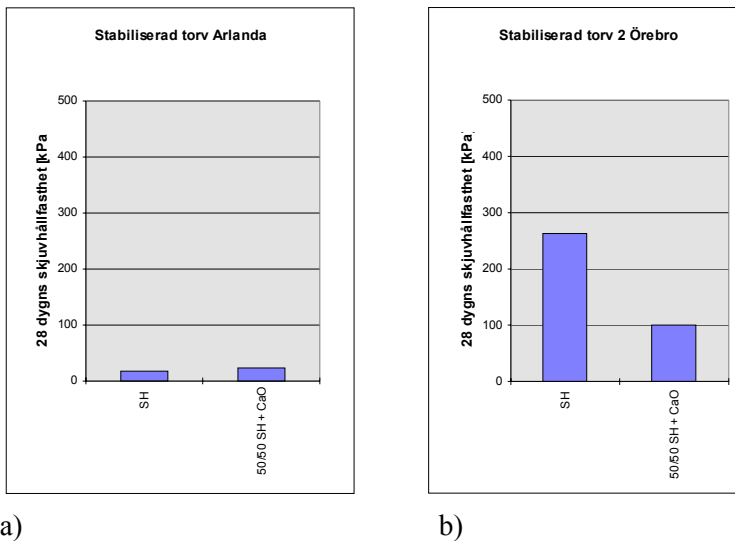 Stabiliserad torv Arlanda
500
400
300
200
100
0
28 dygns skjuvhållfasthet [kPa
SH
50/50 SH + CaO
a)
Stabiliserad torv 2 Örebro
500
400
300
200
100
0
28 dygns skjuvhållfasthet [kPa]
SH
50/50 SH + CaO
b)